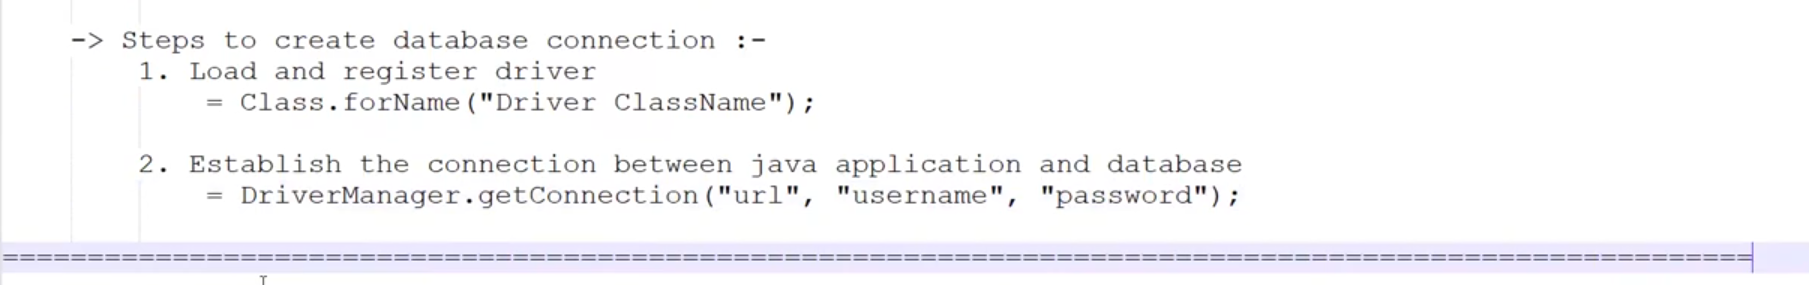 -> Steps to create database connection :-
1. Load and register driver
= Class.forName("Driver ClassName");
2. Establish the connection between java application and database
= DriverManager.getConnection("url", "username", "password");
=======================================================================================================